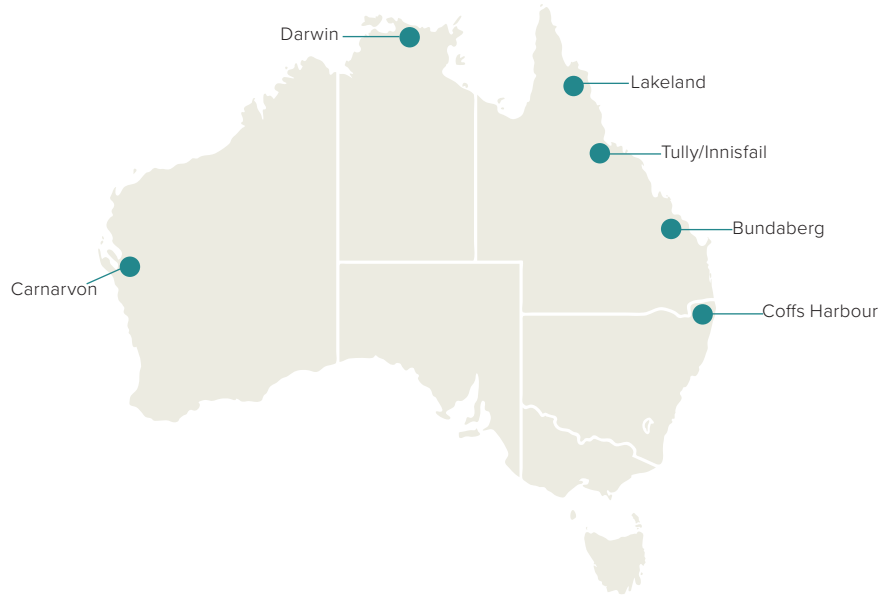 Darwin
Lakeland
Tully/Innisfail
Bundaberg
Carnarvon
Coffs Harbour